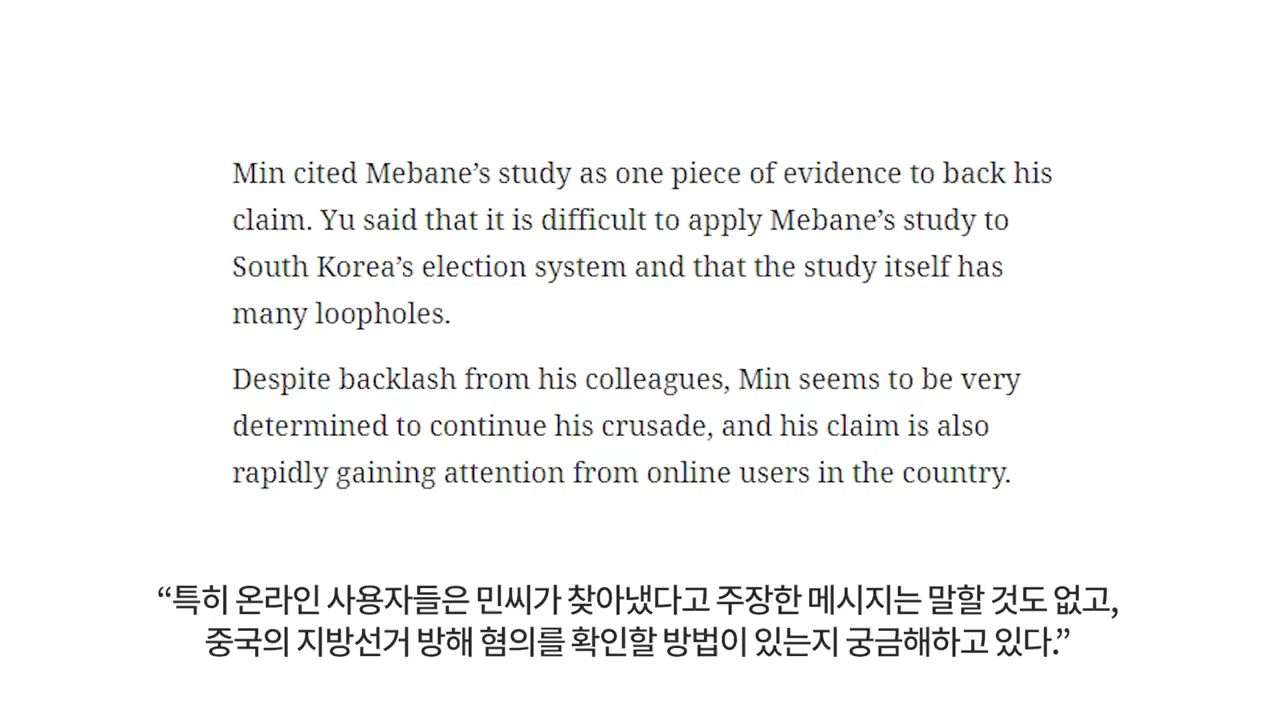 Min cited Mebane’s study as one piece of evidence to back his
claim. Yu said that it is difficult to apply Mebane’s study to
South Korea’s election system and that the study itself has
many loopholes.
Despite backlash from his colleagues, Min seems to be very
determined to continue his crusade, and his claim is also
rapidly gaining attention from online users in the country.
“특히 온라인 사용자들은 민씨가 찾아냈다고 주장한 메시지는 말할 것도 없고,
중국의 지방선거 방해 혐의를 확인할 방법이 있는지 궁금해하고 있다.”